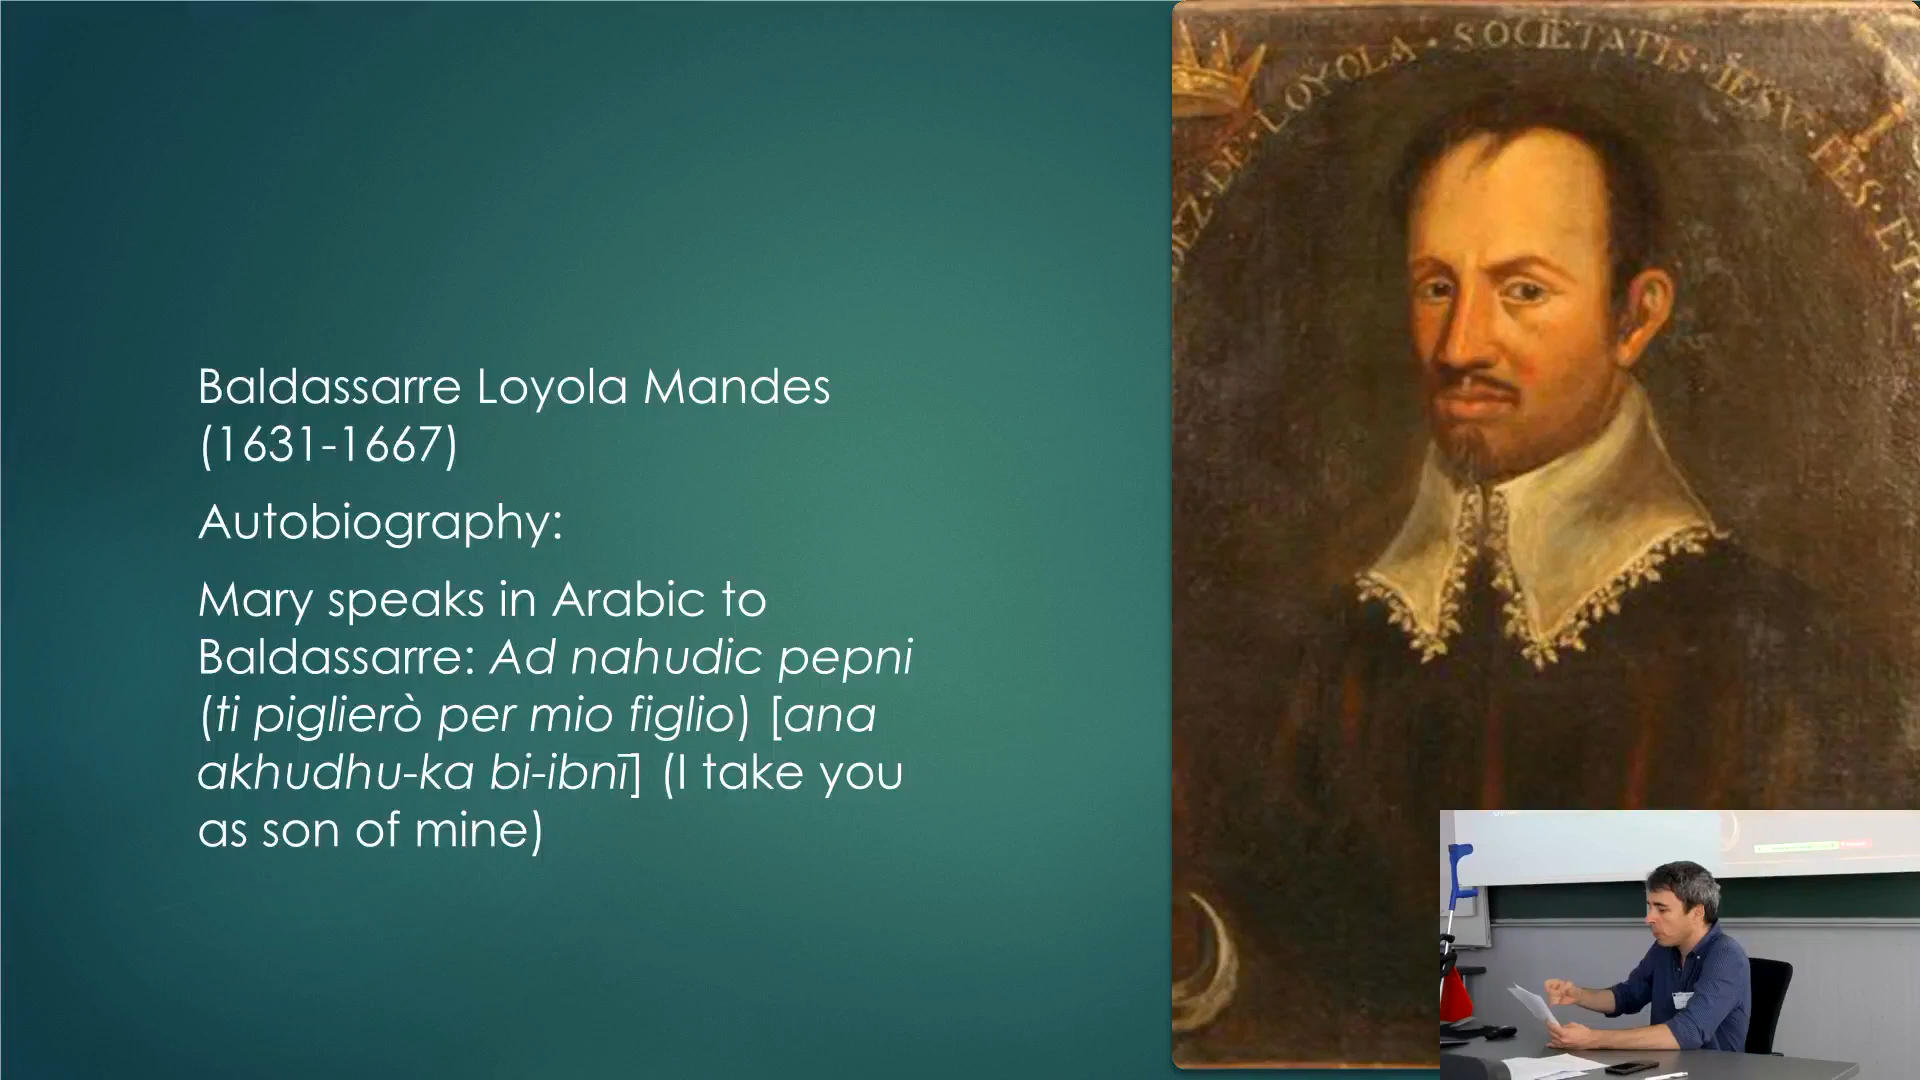 Baldassarre Loyola Mandes
(1631-1667)
Autobiography:
Mary speaks in Arabic to
Baldassarre: Ad nahudic pepni
(ti piglierò per mio figlio) [ana
akhudhu-ka bi-ibnī] (I take you
as son of mine)
DE · LOYOLA · SOCIETATIS · IESV ·